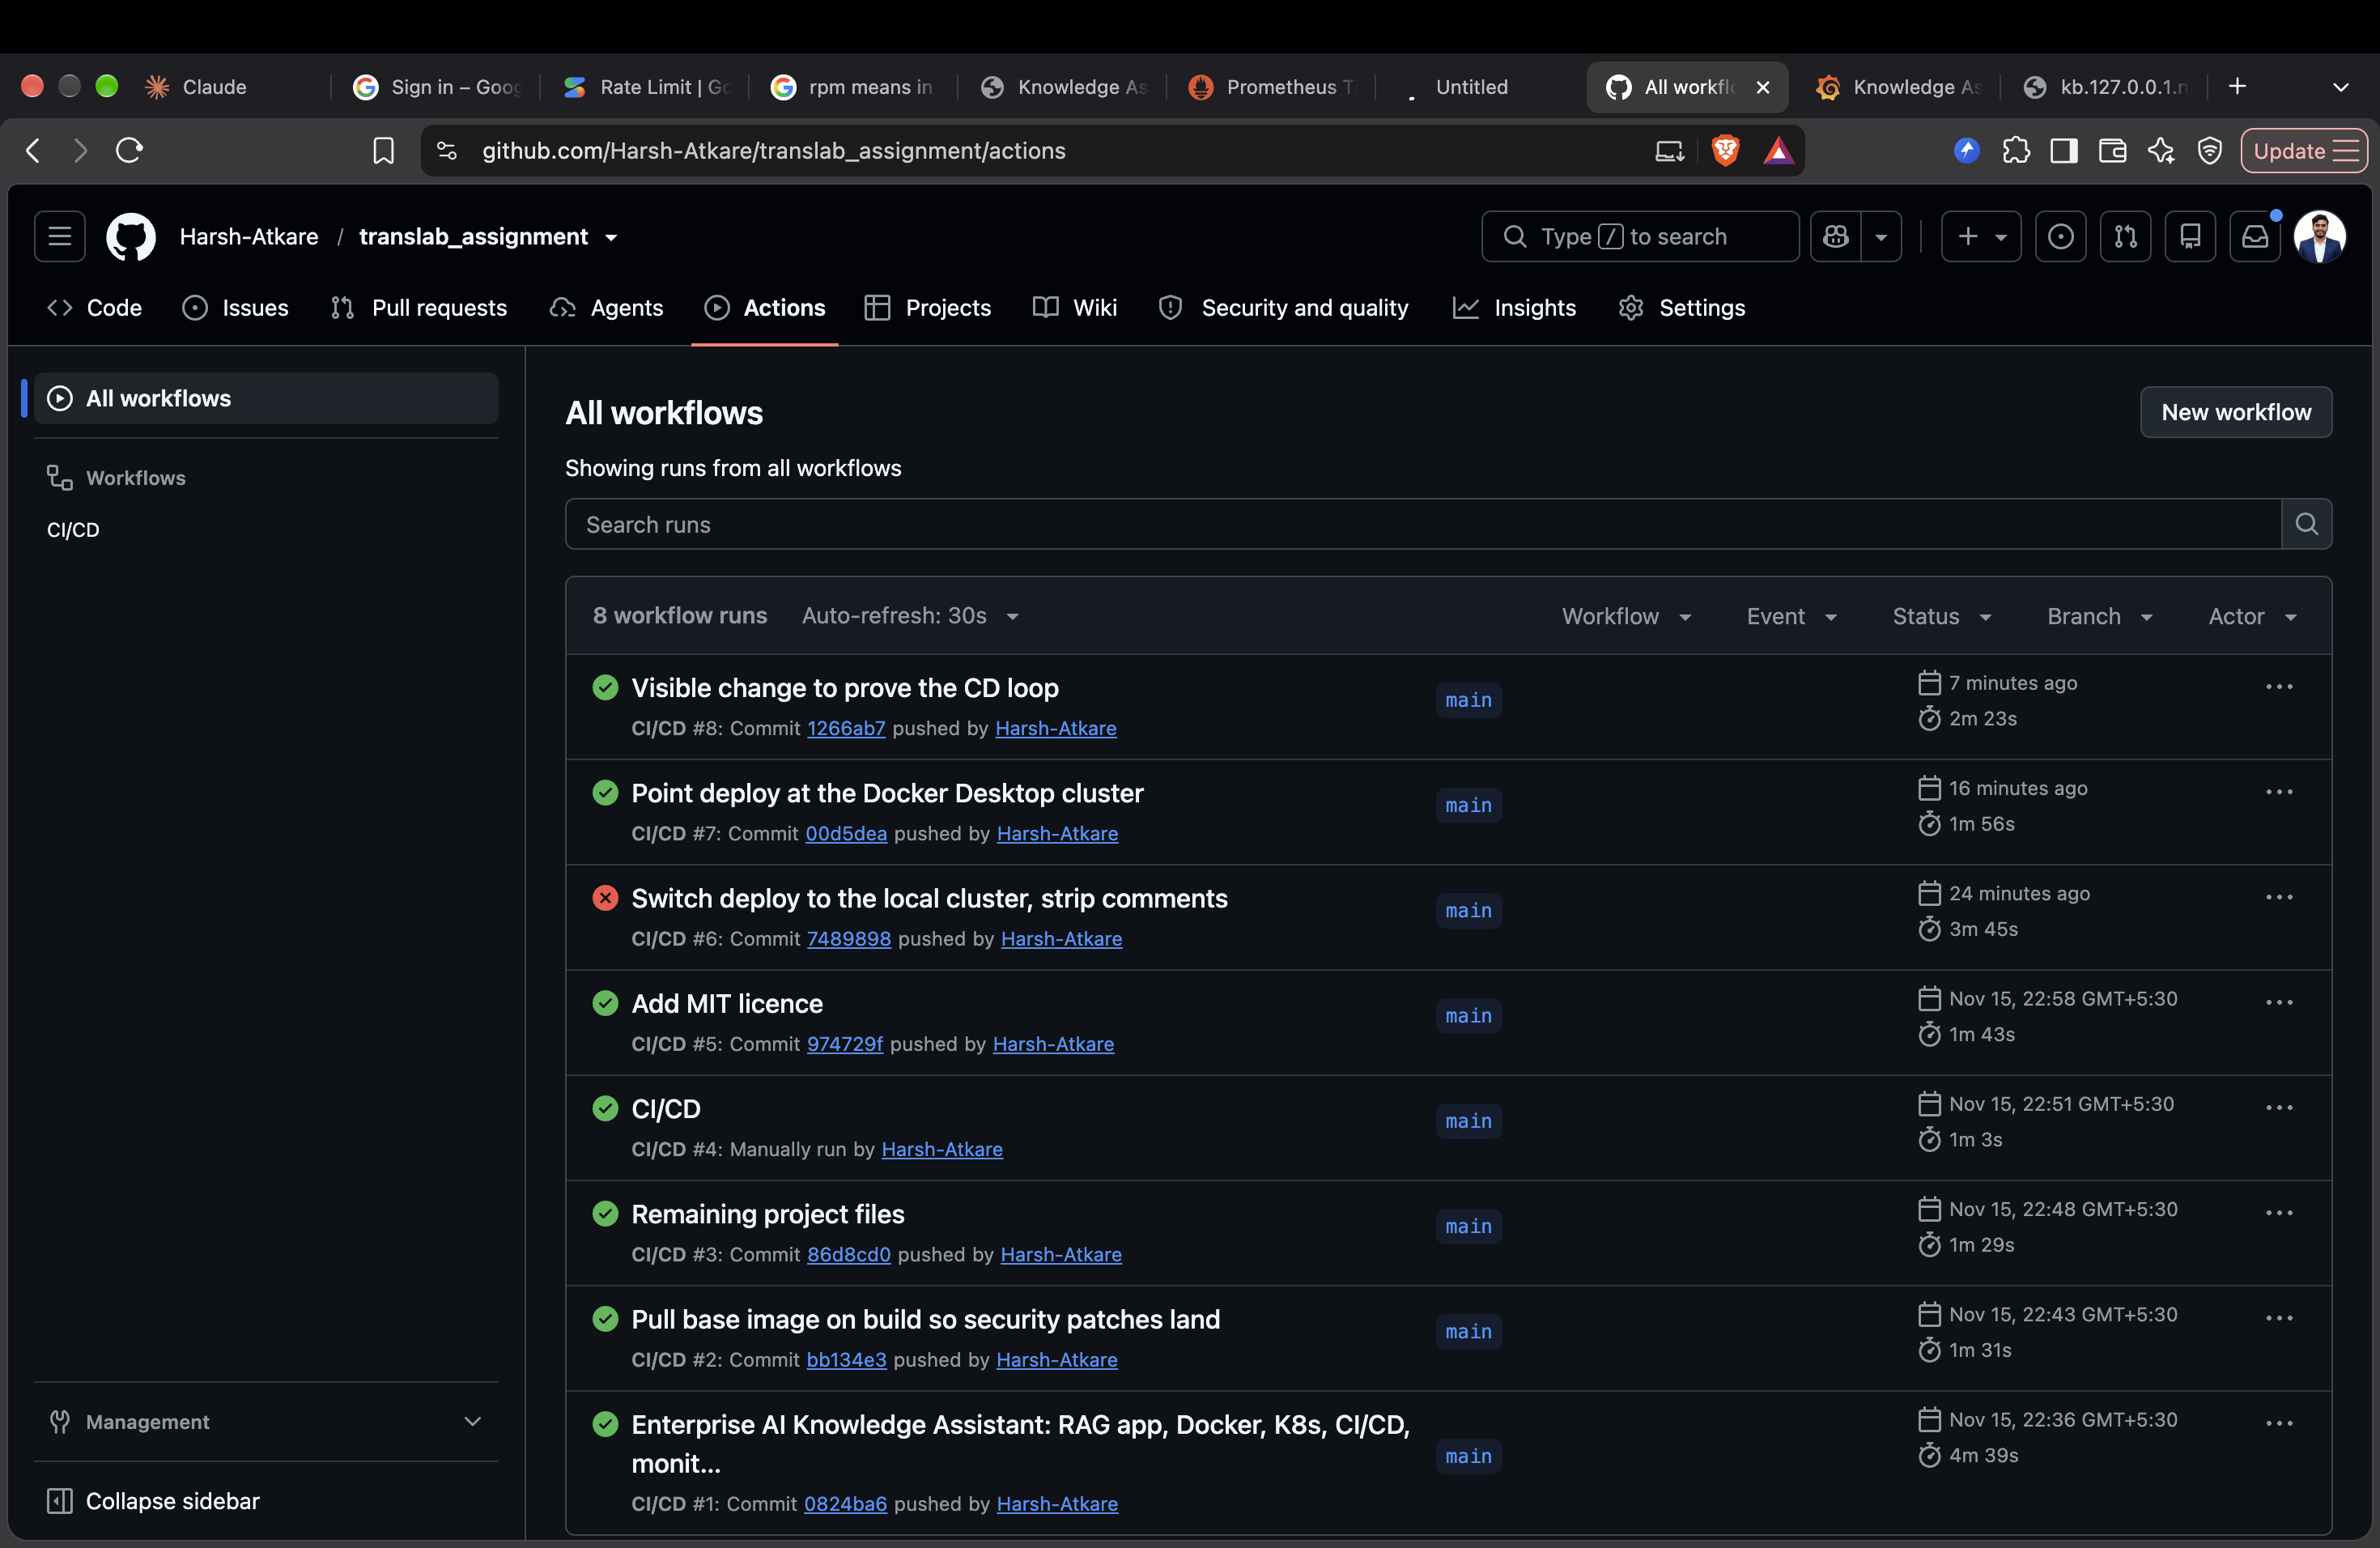 Claude
Sign in – Goog
Rate Limit | Go
rpm means in
Knowledge As
Prometheus Ti
Untitled
All workflo
Knowledge As
kb.127.0.0.1.n
github.com/Harsh-Atkare/translab_assignment/actions
Update
Harsh-Atkare / translab_assignment
Type / to search
Code
Issues
Pull requests
Agents
Actions
Projects
Wiki
Security and quality
Insights
Settings
All workflows
Workflows
CI/CD
Management
Collapse sidebar
All workflows
New workflow
Showing runs from all workflows
Search runs
8 workflow runs Auto-refresh: 30s Workflow Event Status Branch Actor
Visible change to prove the CD loop
CI/CD #8: Commit 1266ab7 pushed by Harsh-Atkare
main
7 minutes ago
2m 23s
Point deploy at the Docker Desktop cluster
CI/CD #7: Commit 00d5dea pushed by Harsh-Atkare
main
16 minutes ago
1m 56s
Switch deploy to the local cluster, strip comments
CI/CD #6: Commit 7489898 pushed by Harsh-Atkare
main
24 minutes ago
3m 45s
Add MIT licence
CI/CD #5: Commit 974729f pushed by Harsh-Atkare
main
Nov 15, 22:58 GMT+5:30
1m 43s
CI/CD
CI/CD #4: Manually run by Harsh-Atkare
main
Nov 15, 22:51 GMT+5:30
1m 3s
Remaining project files
CI/CD #3: Commit 86d8cd0 pushed by Harsh-Atkare
main
Nov 15, 22:48 GMT+5:30
1m 29s
Pull base image on build so security patches land
CI/CD #2: Commit bb134e3 pushed by Harsh-Atkare
main
Nov 15, 22:43 GMT+5:30
1m 31s
Enterprise AI Knowledge Assistant: RAG app, Docker, K8s, CI/CD,
monit...
CI/CD #1: Commit 0824ba6 pushed by Harsh-Atkare
main
Nov 15, 22:36 GMT+5:30
4m 39s